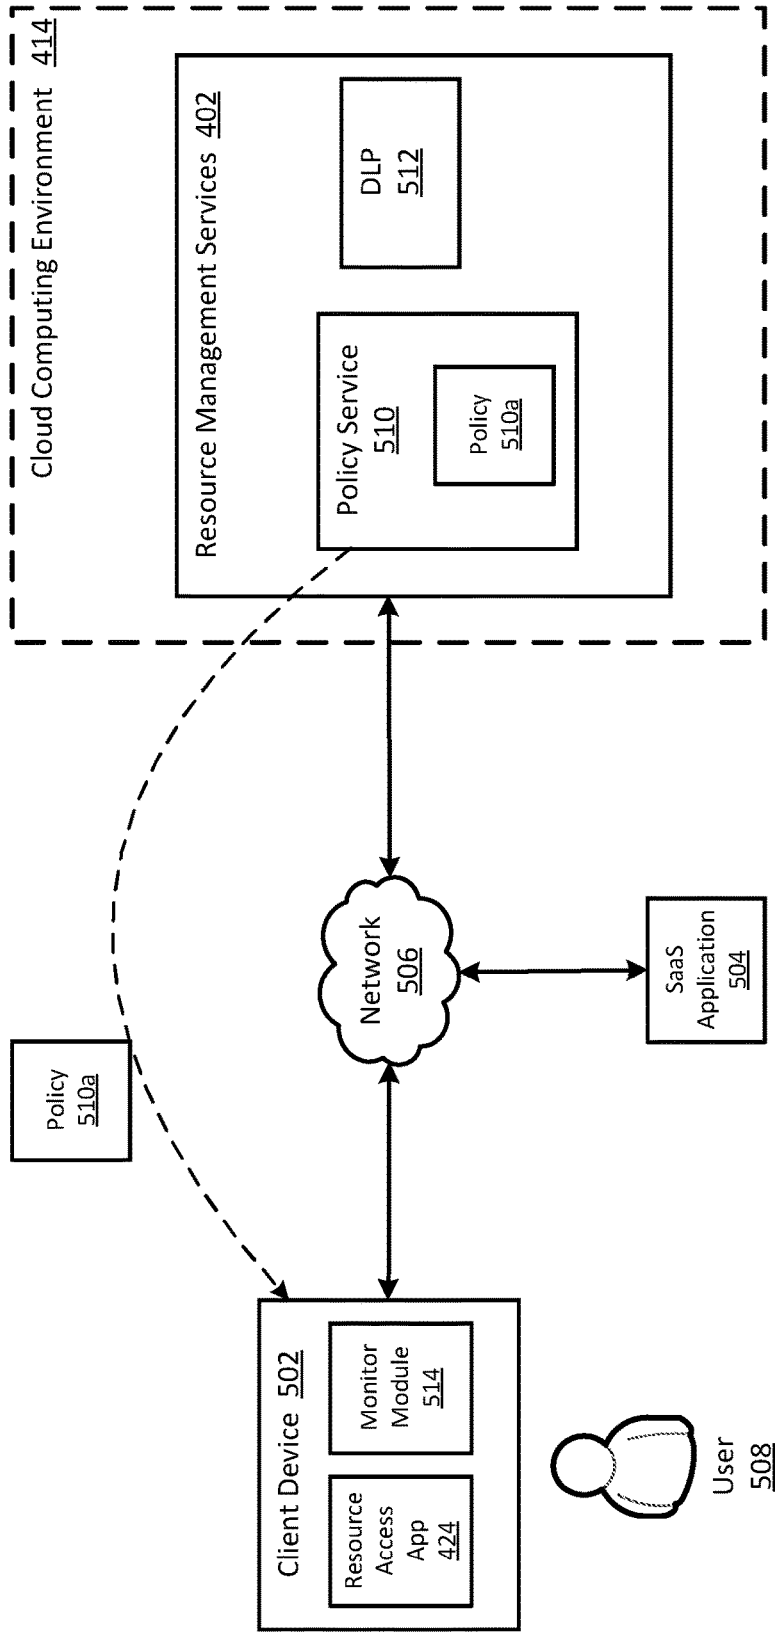 Cloud Computing Environment 414
Resource Management Services 402
Policy Service
510
Policy
510a
DLP
512
Policy
510a
Network
506
SaaS
Application
504
Client Device 502
Resource
Access
App
424
Monitor
Module
514
User
508